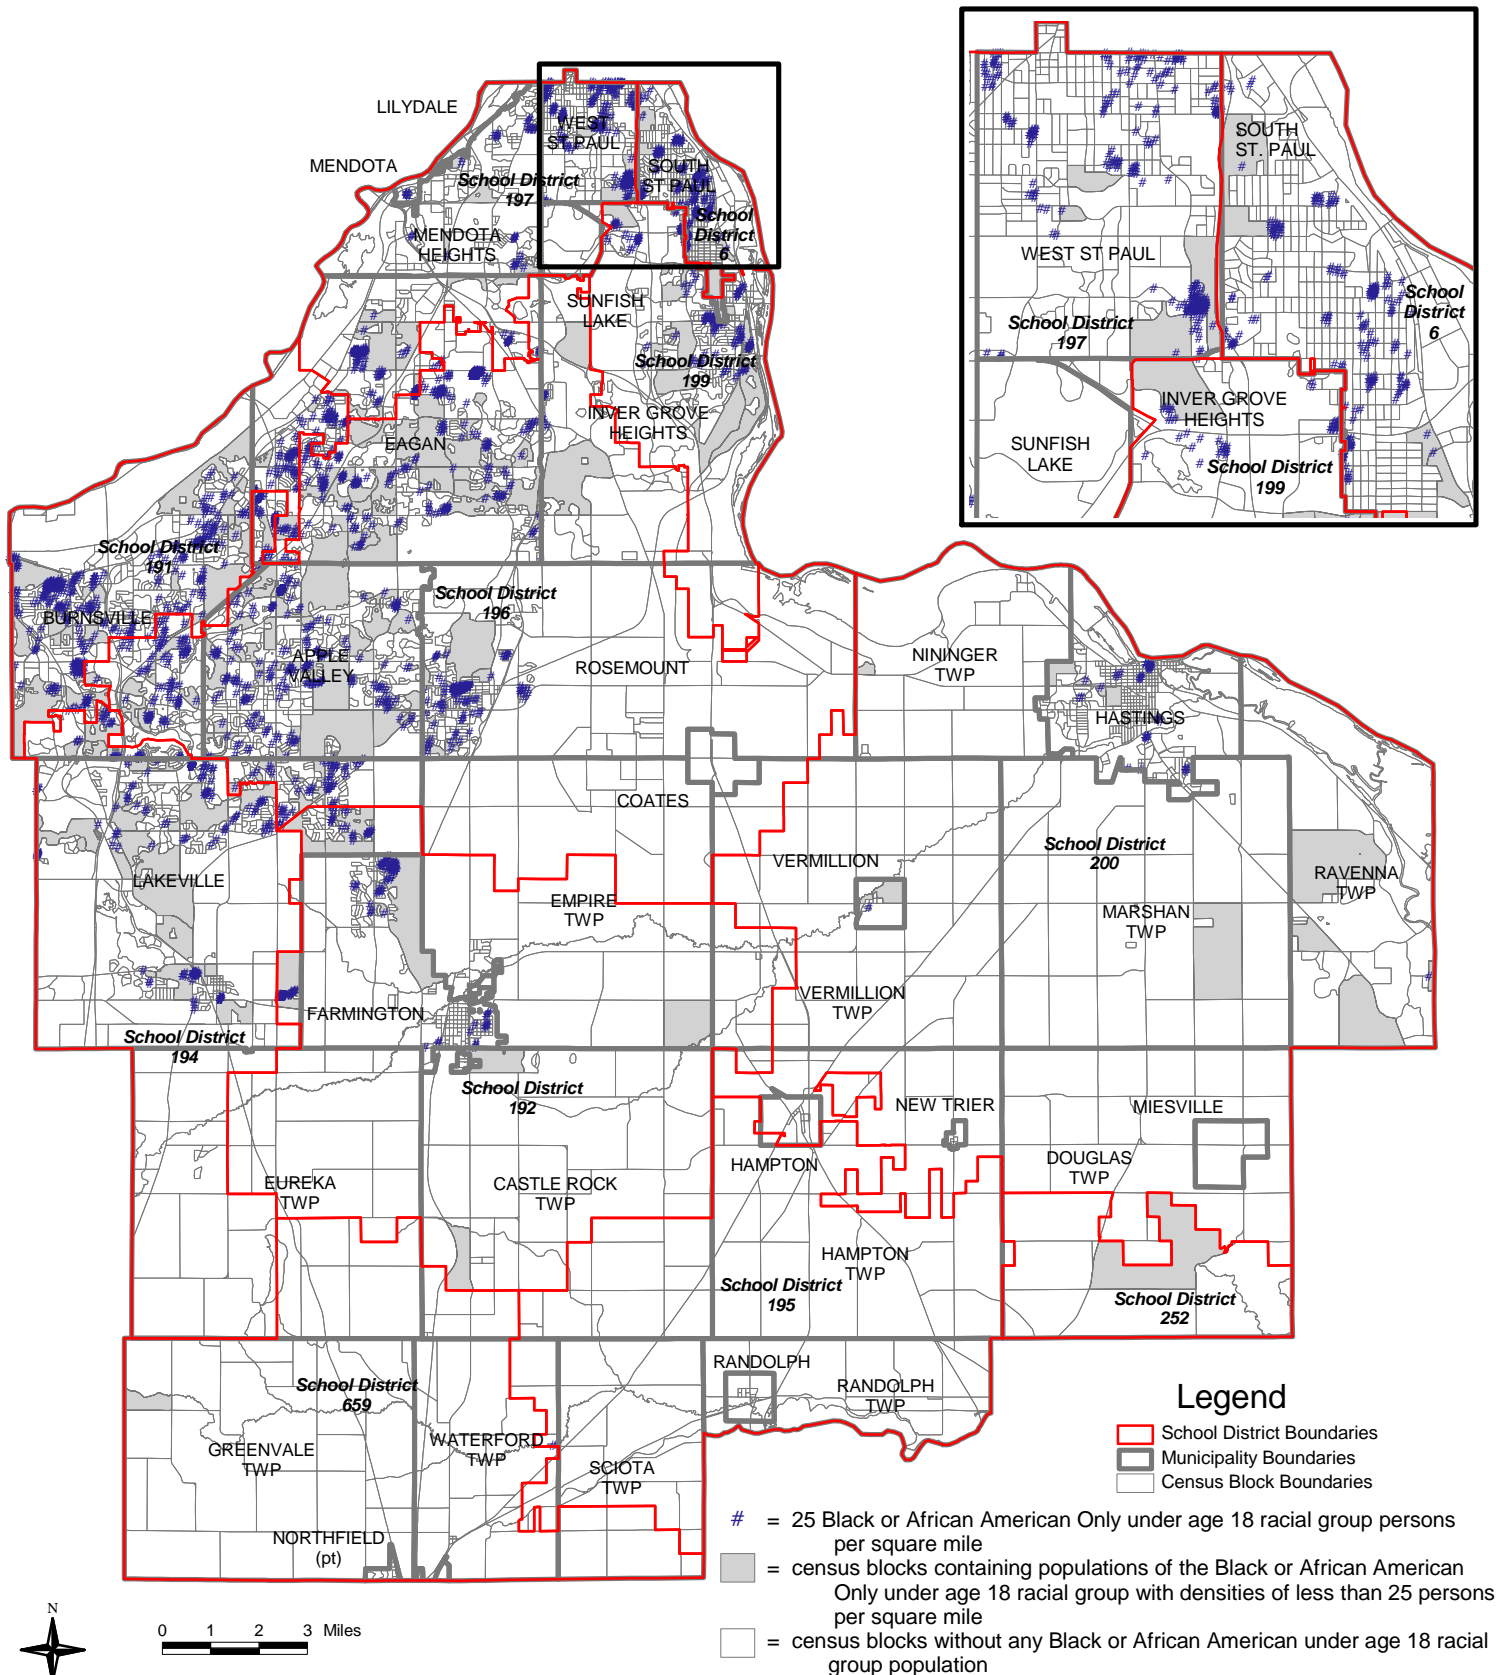 LILYDALE
MENDOTA
WEST
ST PAUL
SOUTH
ST PAUL
School District
197
School
District
6
MENDOTA
HEIGHTS
SUNFISH
LAKE
School District
199
INVER GROVE
HEIGHTS
EAGAN
SOUTH
ST. PAUL
WEST ST PAUL
School
District
6
School District
197
INVER GROVE
HEIGHTS
SUNFISH
LAKE
School District
199
School District
191
BURNSVILLE
School District
196
APPLE
VALLEY
ROSEMOUNT
NININGER
TWP
HASTINGS
COATES
VERMILLION
School District
200
RAVENNA
TWP
LAKEVILLE
EMPIRE
TWP
MARSHAN
TWP
VERMILLION
TWP
FARMINGTON
School District
194
School District
192
NEW TRIER
MIESVILLE
HAMPTON
DOUGLAS
TWP
EUREKA
TWP
CASTLE ROCK
TWP
HAMPTON
TWP
School District
195
School District
252
RANDOLPH
RANDOLPH
TWP
School District
659
GREENVALE
TWP
WATERFORD
TWP
SCIOTA
TWP
NORTHFIELD
(pt)
Legend
School District Boundaries
Municipality Boundaries
Census Block Boundaries
# = 25 Black or African American Only under age 18 racial group persons
per square mile
= census blocks containing populations of the Black or African American
Only under age 18 racial group with densities of less than 25 persons
per square mile
= census blocks without any Black or African American under age 18 racial
group population
N
0 1 2 3 Miles